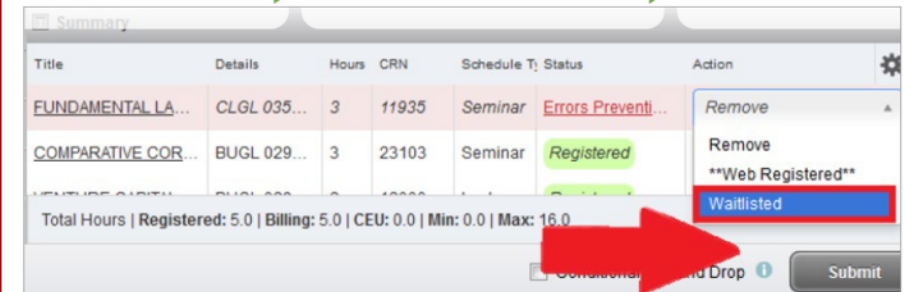 Summary
Title Details Hours CRN Schedule Ty Status Action
FUNDAMENTAL LA... CLGL 035... 3 11935 Seminar Errors Preventi... Remove
COMPARATIVE COR... BUGL 029... 3 23103 Seminar Registered
Remove
**Web Registered**
Waitlisted
Total Hours | Registered: 5.0 | Billing: 5.0 | CEU: 0.0 | Min: 0.0 | Max: 16.0
Drop Submit